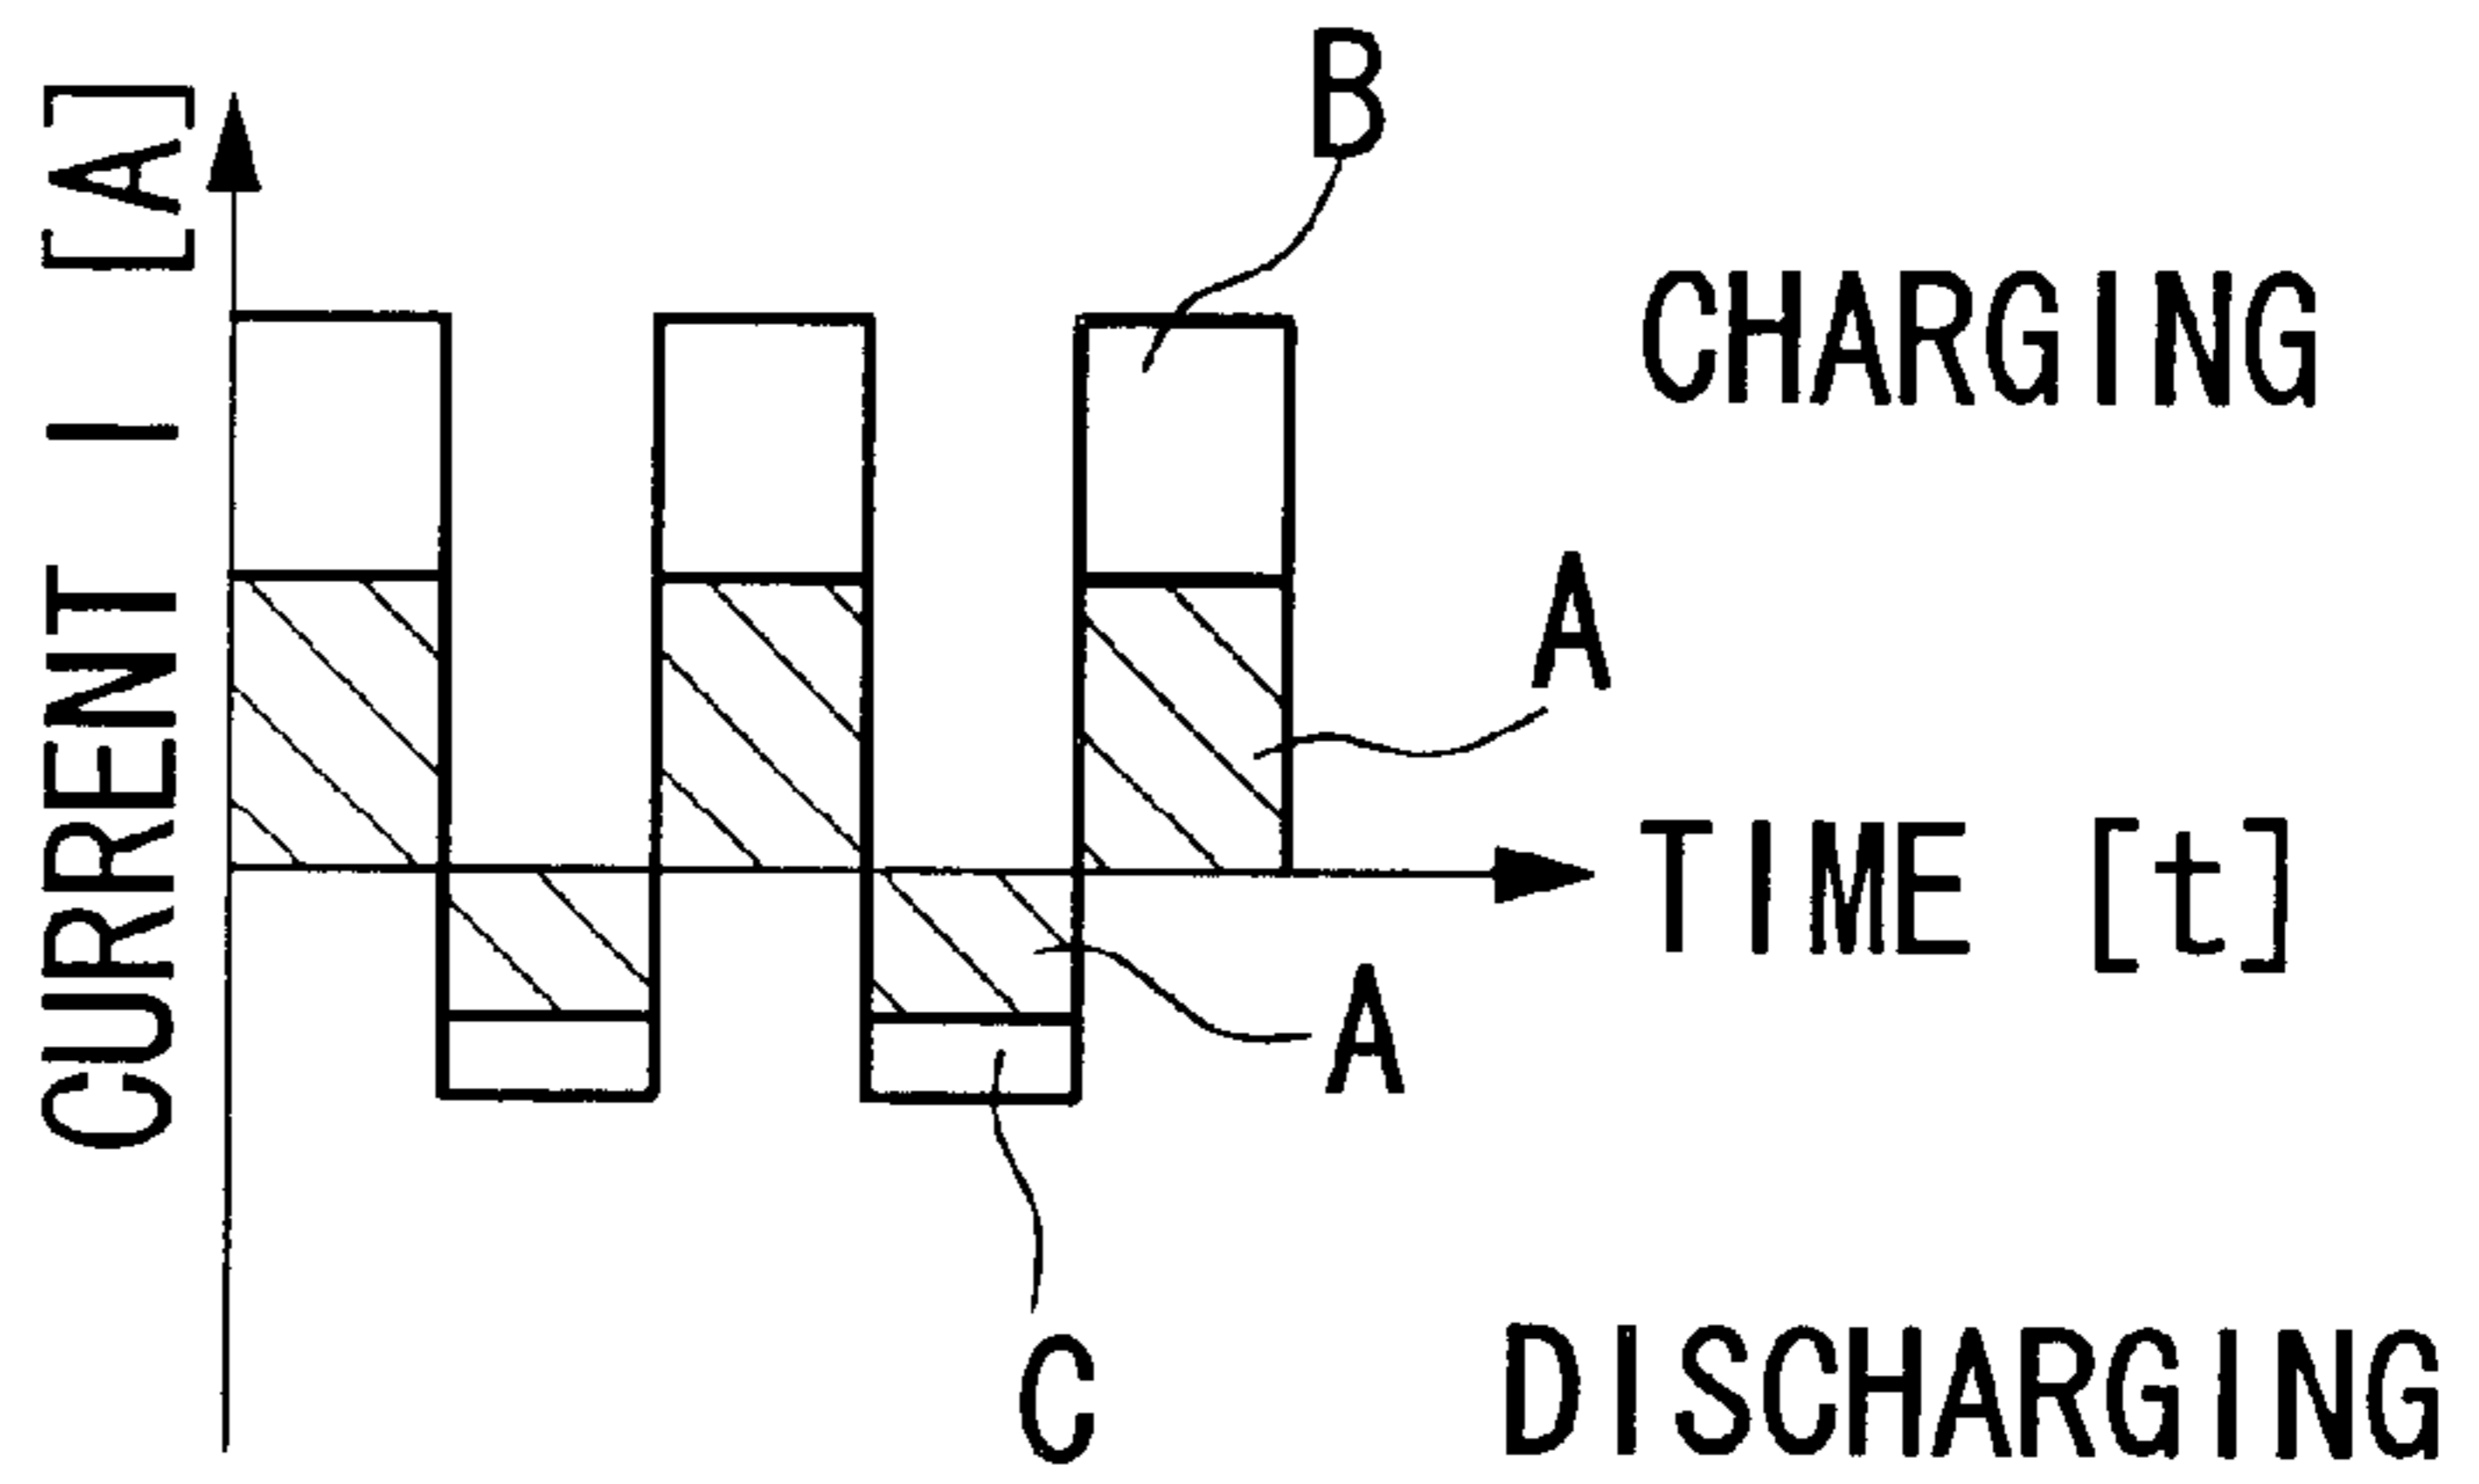 CURRENT I [A]
B
CHARGING
A
TIME [t]
A
C
DISCHARGING